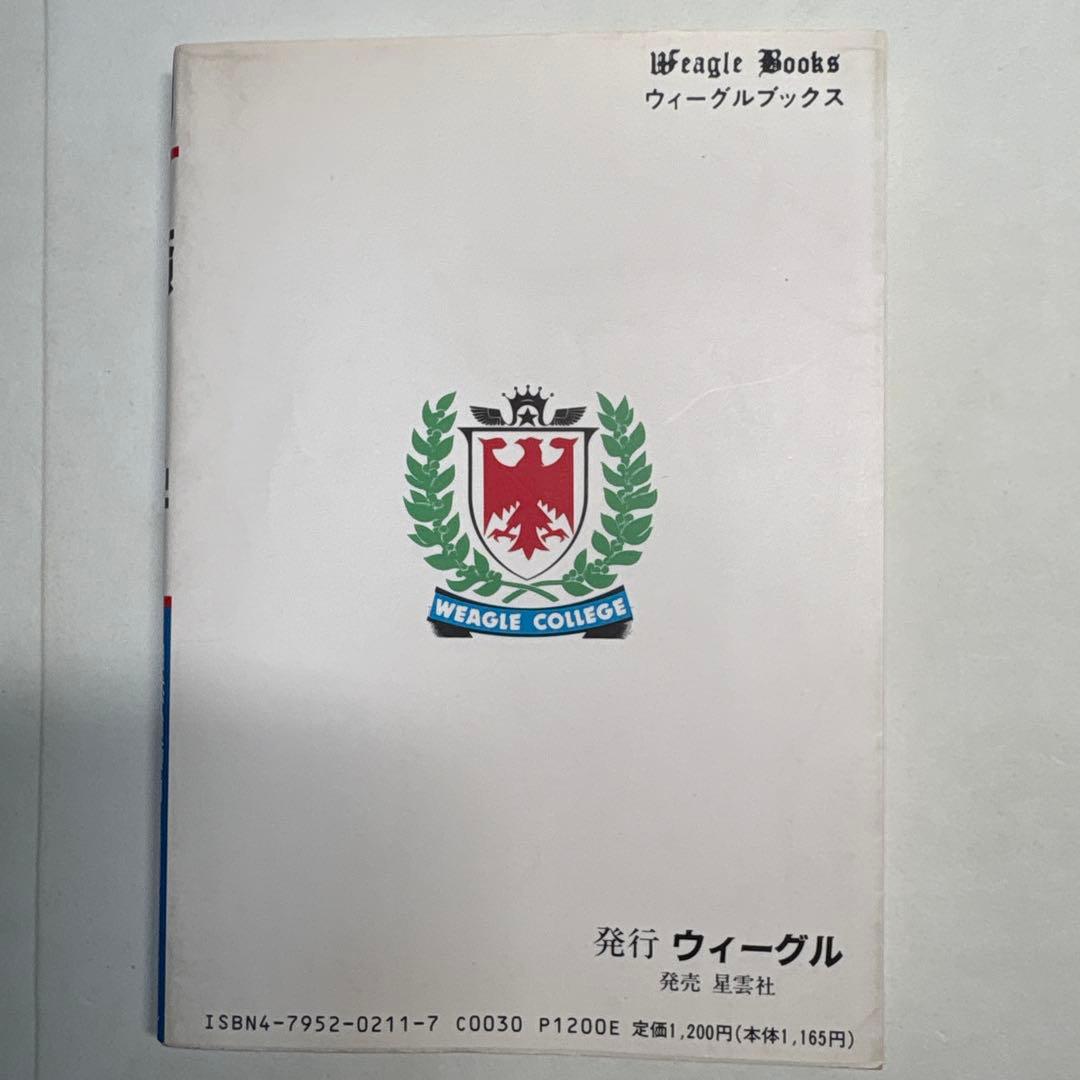 Weagle Books
ウィーグルブックス
WEAGLE COLLEGE
発行 ウィーグル
発売 星雲社
ISBN4-7952-0211-7 C0030 P1200E 定価1,200円(本体1,165円)